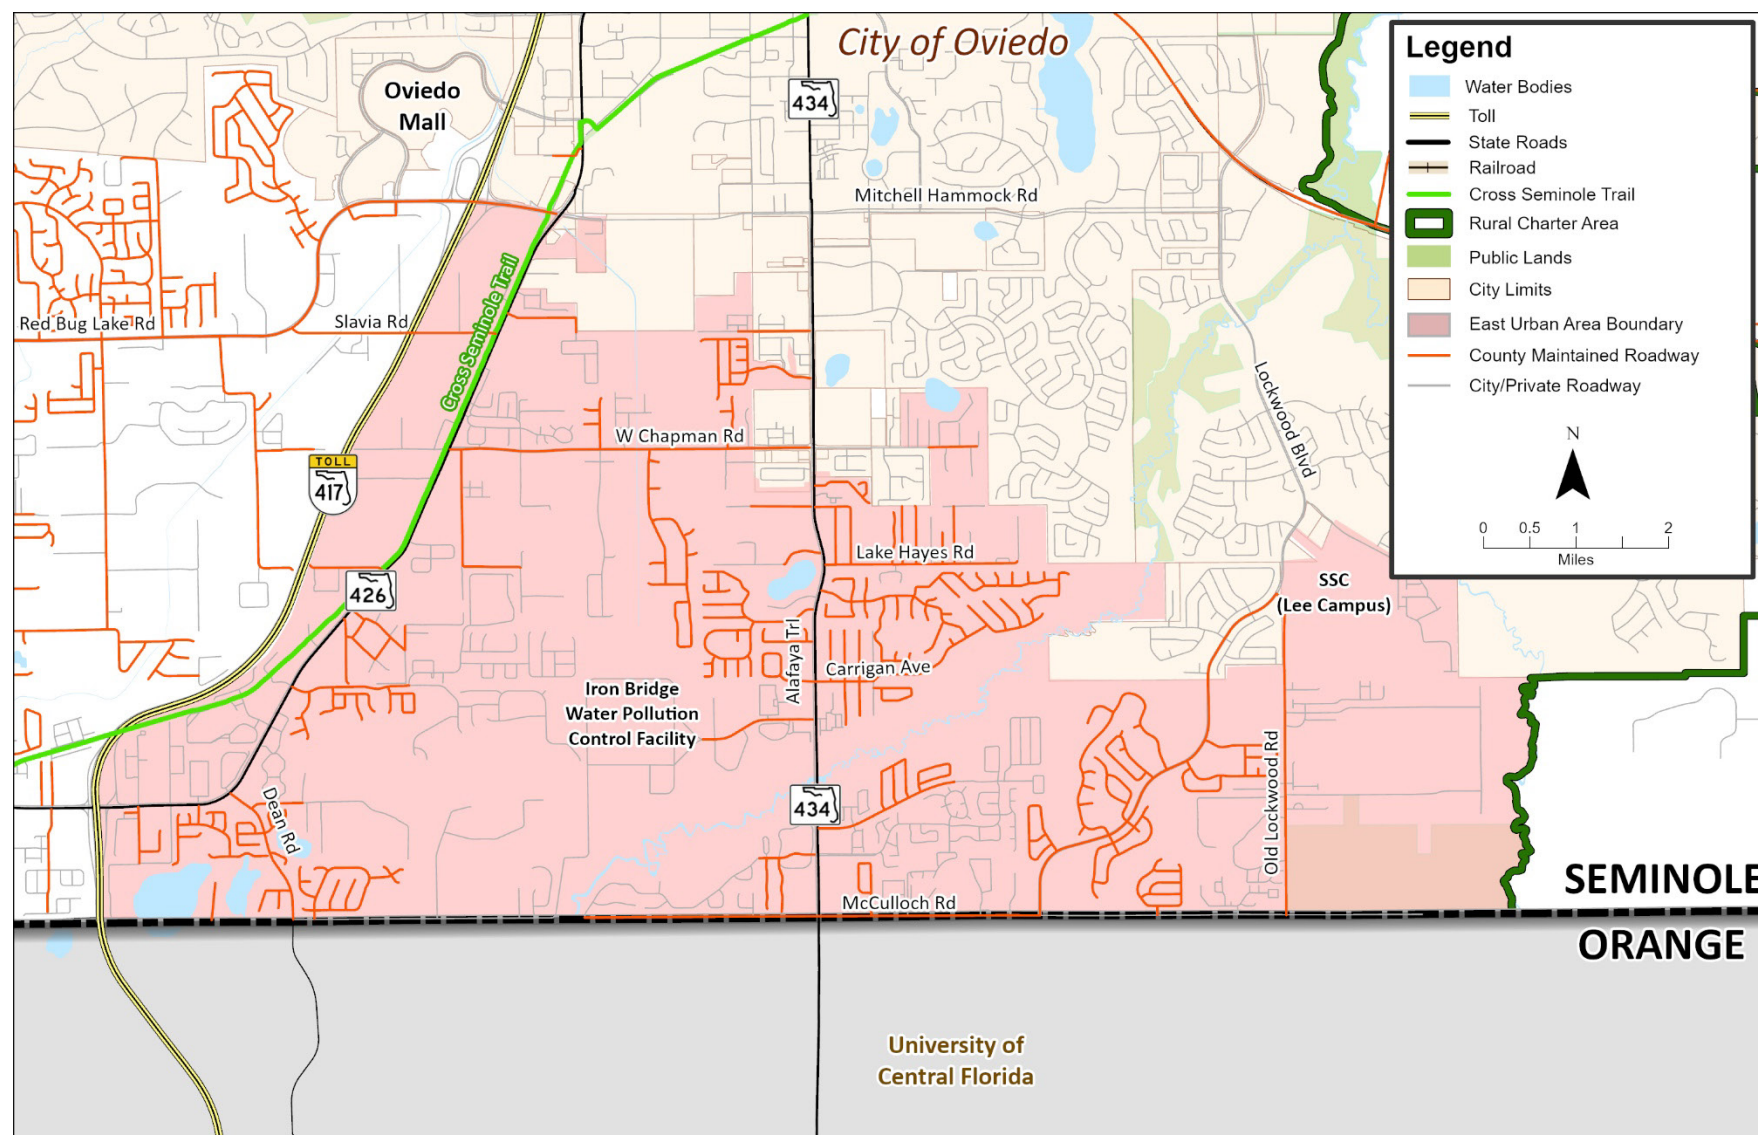 City of Oviedo
Oviedo
Mall
434
Mitchell Hammock Rd
Red Bug Lake Rd
Slavia Rd
Cross Seminole Trail
W Chapman Rd
Lockwood Blvd
TOLL
417
426
Lake Hayes Rd
SSC
(Lee Campus)
Alafaya Trl
Carrigan Ave
Iron Bridge
Water Pollution
Control Facility
Old Lockwood Rd
Dean Rd
434
McCulloch Rd
SEMINOLE
ORANGE
University of
Central Florida
Legend
Water Bodies
Toll
State Roads
Railroad
Cross Seminole Trail
Rural Charter Area
Public Lands
City Limits
East Urban Area Boundary
County Maintained Roadway
City/Private Roadway
N
0 0.5 1 2
Miles